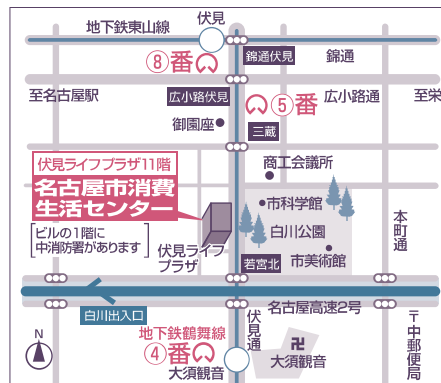 伏見
地下鉄東山線
⑧番
錦通伏見
錦通
至名古屋駅
広小路伏見
⑤番
広小路通
至栄
御園座
三蔵
商工会議所
伏見ライフプラザ11階
名古屋市消費
生活センター
ビルの1階に
中消防署があります
伏見ライフ
プラザ
市科学館
白川公園
市美術館
本町通
若宮北
白川出入口
名古屋高速2号
伏見通
地下鉄鶴舞線
④番
大須観音
卍
大須観音
〒中郵便局
N